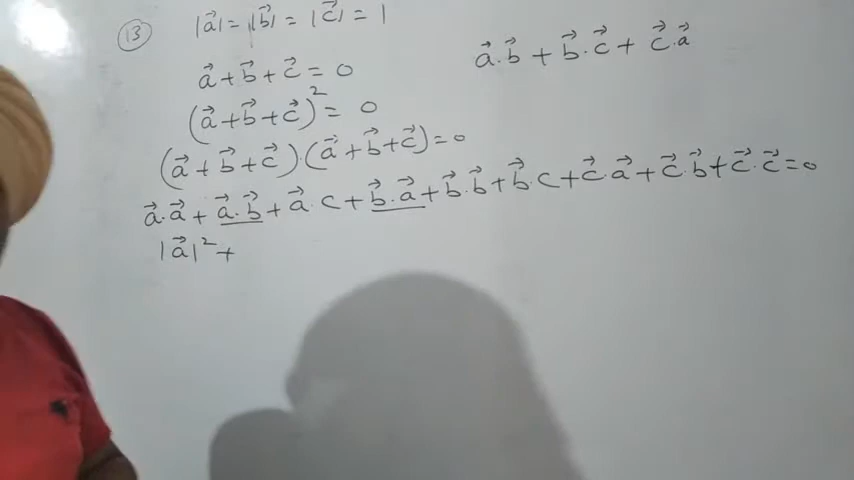 (13) |a⃗| = |b⃗| = |c⃗| = 1
a⃗ + b⃗ + c⃗ = 0
a⃗.b⃗ + b⃗.c⃗ + c⃗.a⃗
(a⃗ + b⃗ + c⃗)² = 0
(a⃗ + b⃗ + c⃗).(a⃗ + b⃗ + c⃗) = 0
a⃗.a⃗ + a⃗.b⃗ + a⃗.c + b⃗.a⃗ + b⃗.b⃗ + b⃗.c + c⃗.a⃗ + c⃗.b⃗ + c⃗.c⃗ = 0
|a⃗|² +